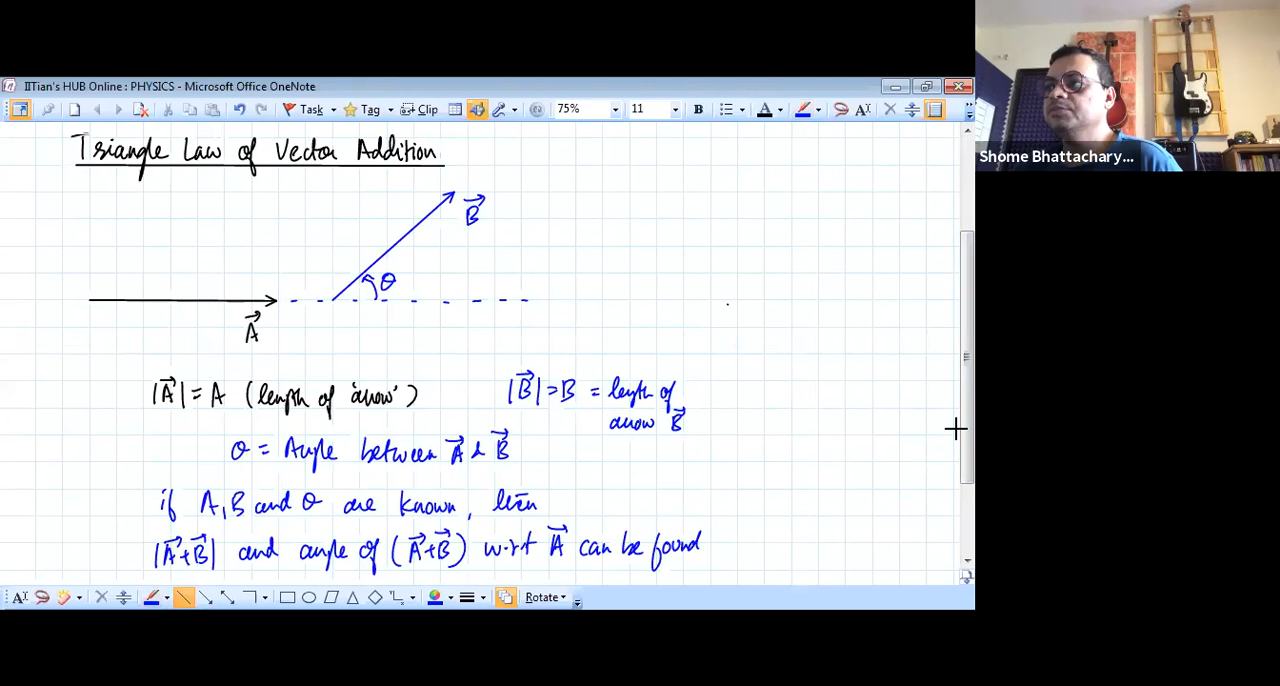 IITian's HUB Online : PHYSICS - Microsoft Office OneNote
Task Tag Clip 75% 11 B A
Triangle Law of Vector Addition
B⃗
θ
A⃗
|A⃗| = A (length of 'arrow') |B⃗| = B = length of
arrow B⃗
θ = Angle between A⃗ & B⃗
if A, B and θ are known, then
|A⃗+B⃗| and angle of (A⃗+B⃗) w.r.t A⃗ can be found
Rotate
Shome Bhattachary...